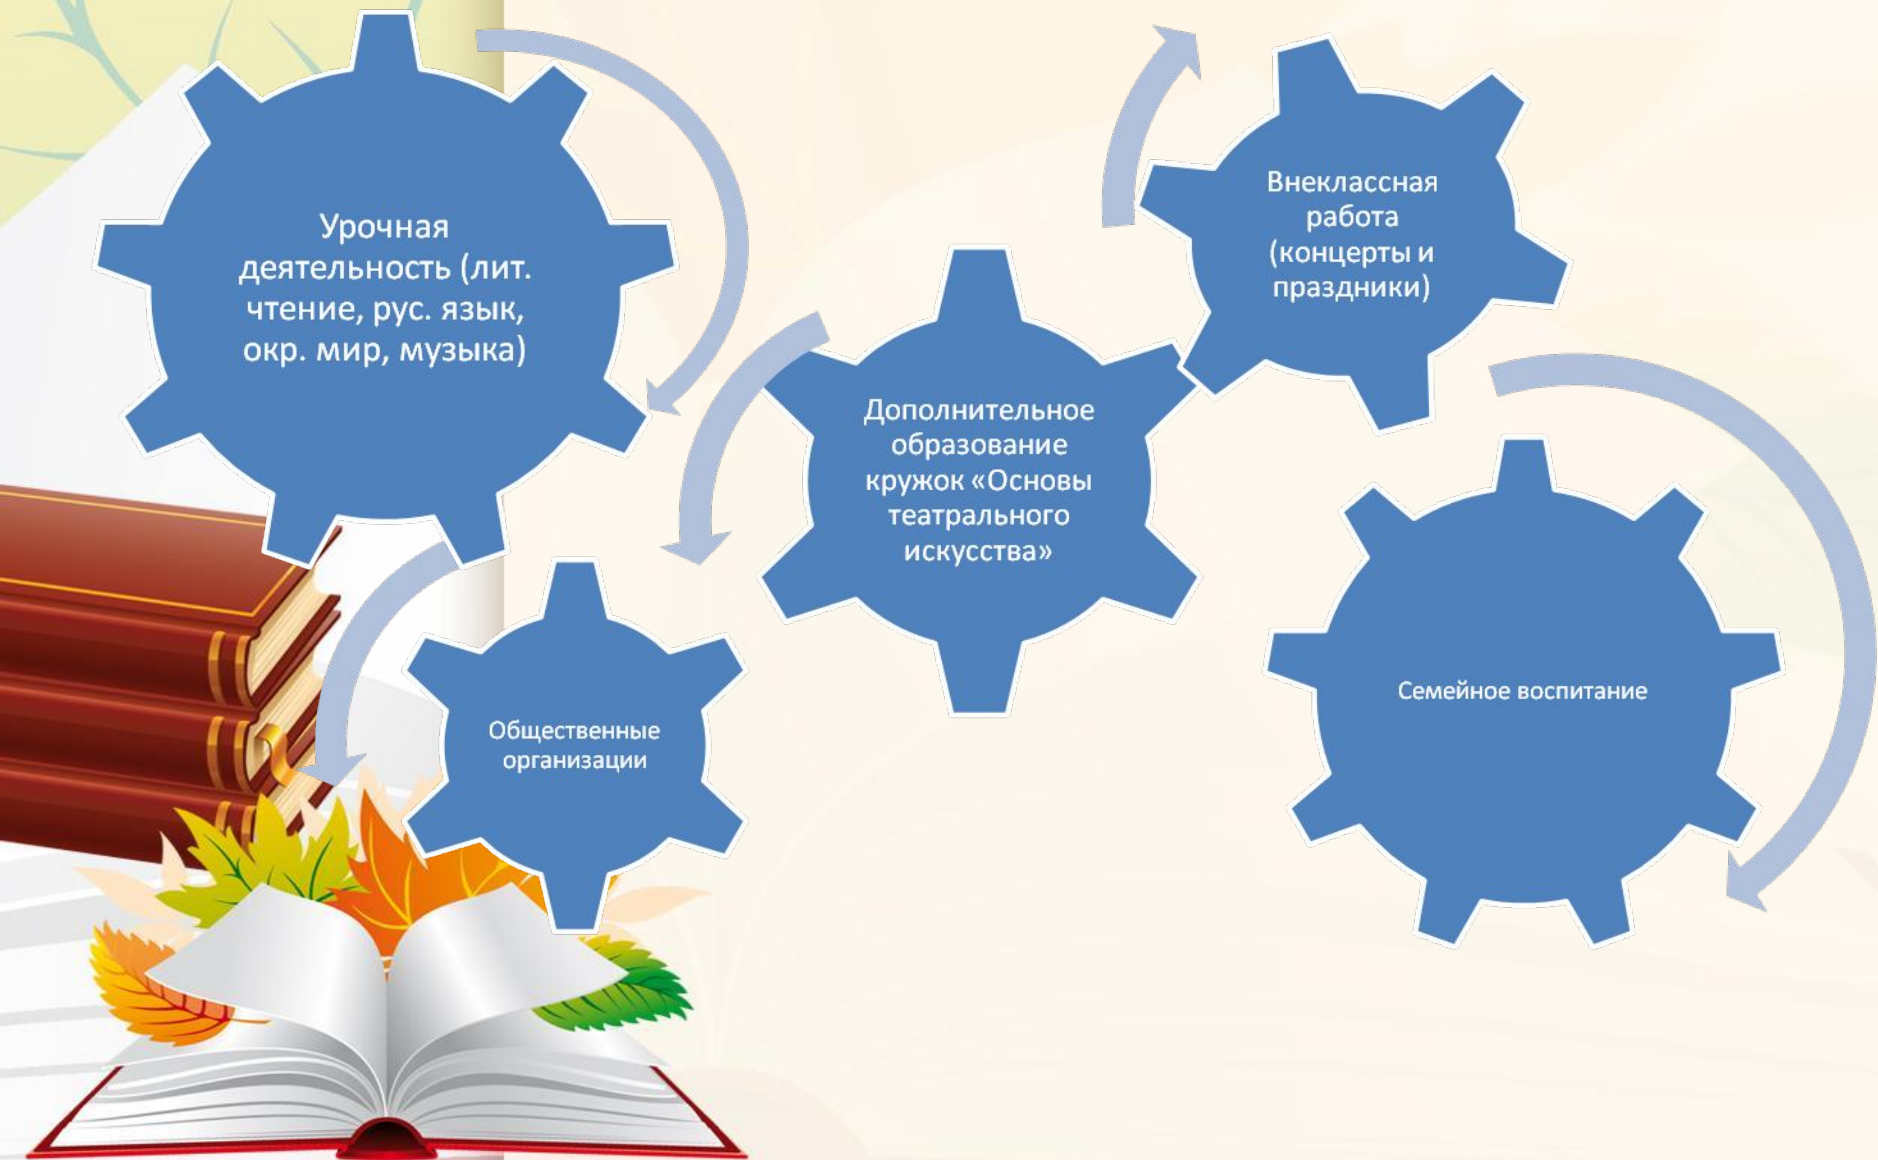 Урочная
деятельность (лит.
чтение, рус. язык,
окр. мир, музыка)
Внеклассная
работа
(концерты и
праздники)
Дополнительное
образование
кружок «Основы
театрального
искусства»
Общественные
организации
Семейное воспитание